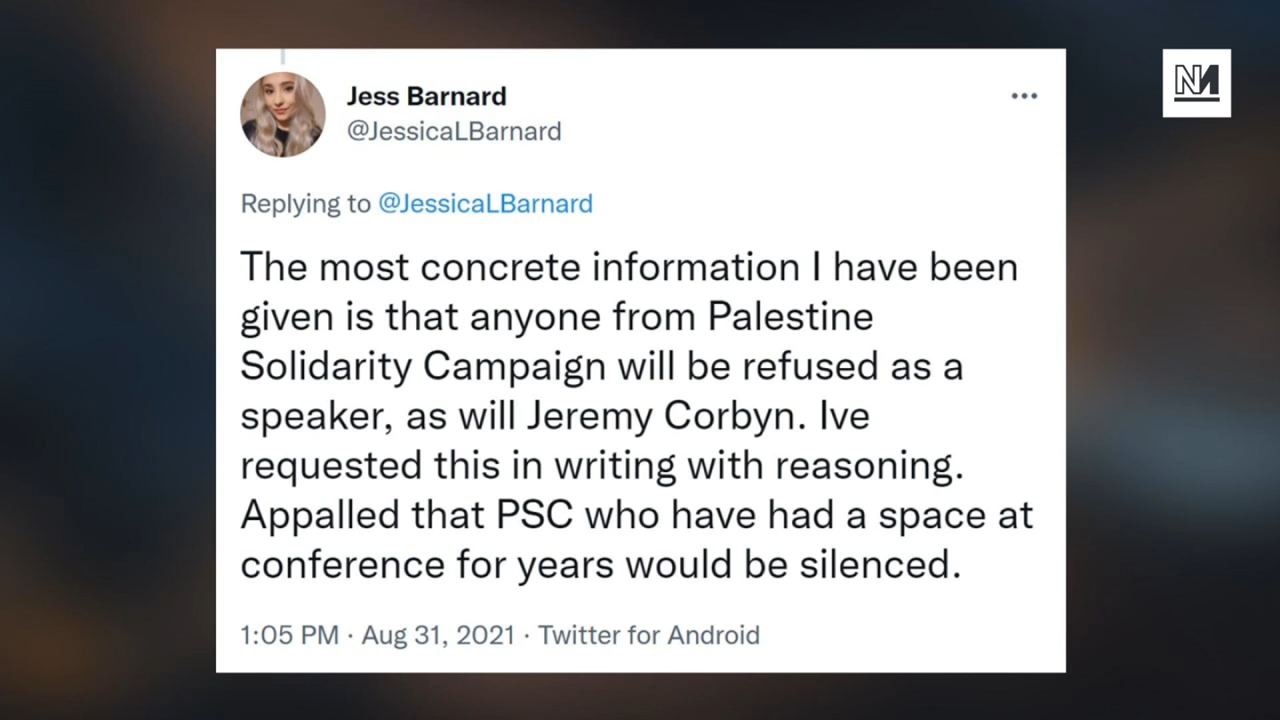 Jess Barnard
@JessicaLBarnard
Replying to @JessicaLBarnard
The most concrete information I have been
given is that anyone from Palestine
Solidarity Campaign will be refused as a
speaker, as will Jeremy Corbyn. Ive
requested this in writing with reasoning.
Appalled that PSC who have had a space at
conference for years would be silenced.
1:05 PM · Aug 31, 2021 · Twitter for Android
NM